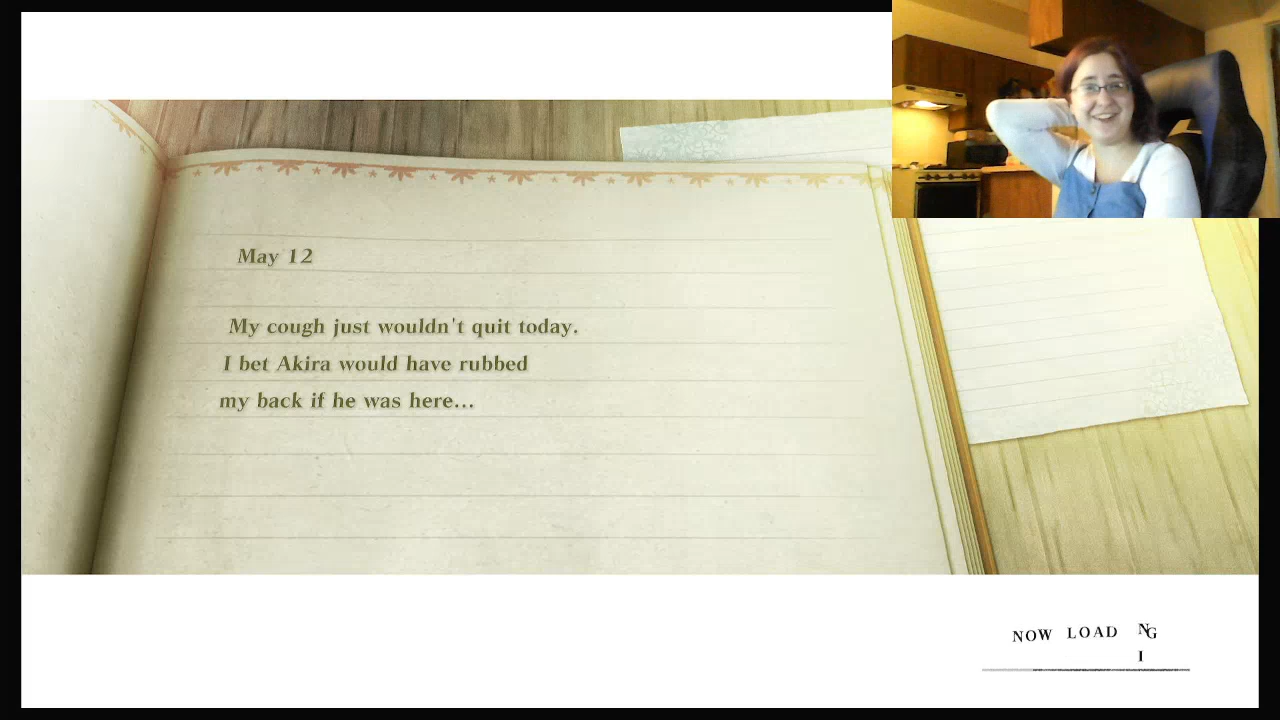 May 12
My cough just wouldn't quit today.
I bet Akira would have rubbed
my back if he was here...
NOW LOADING